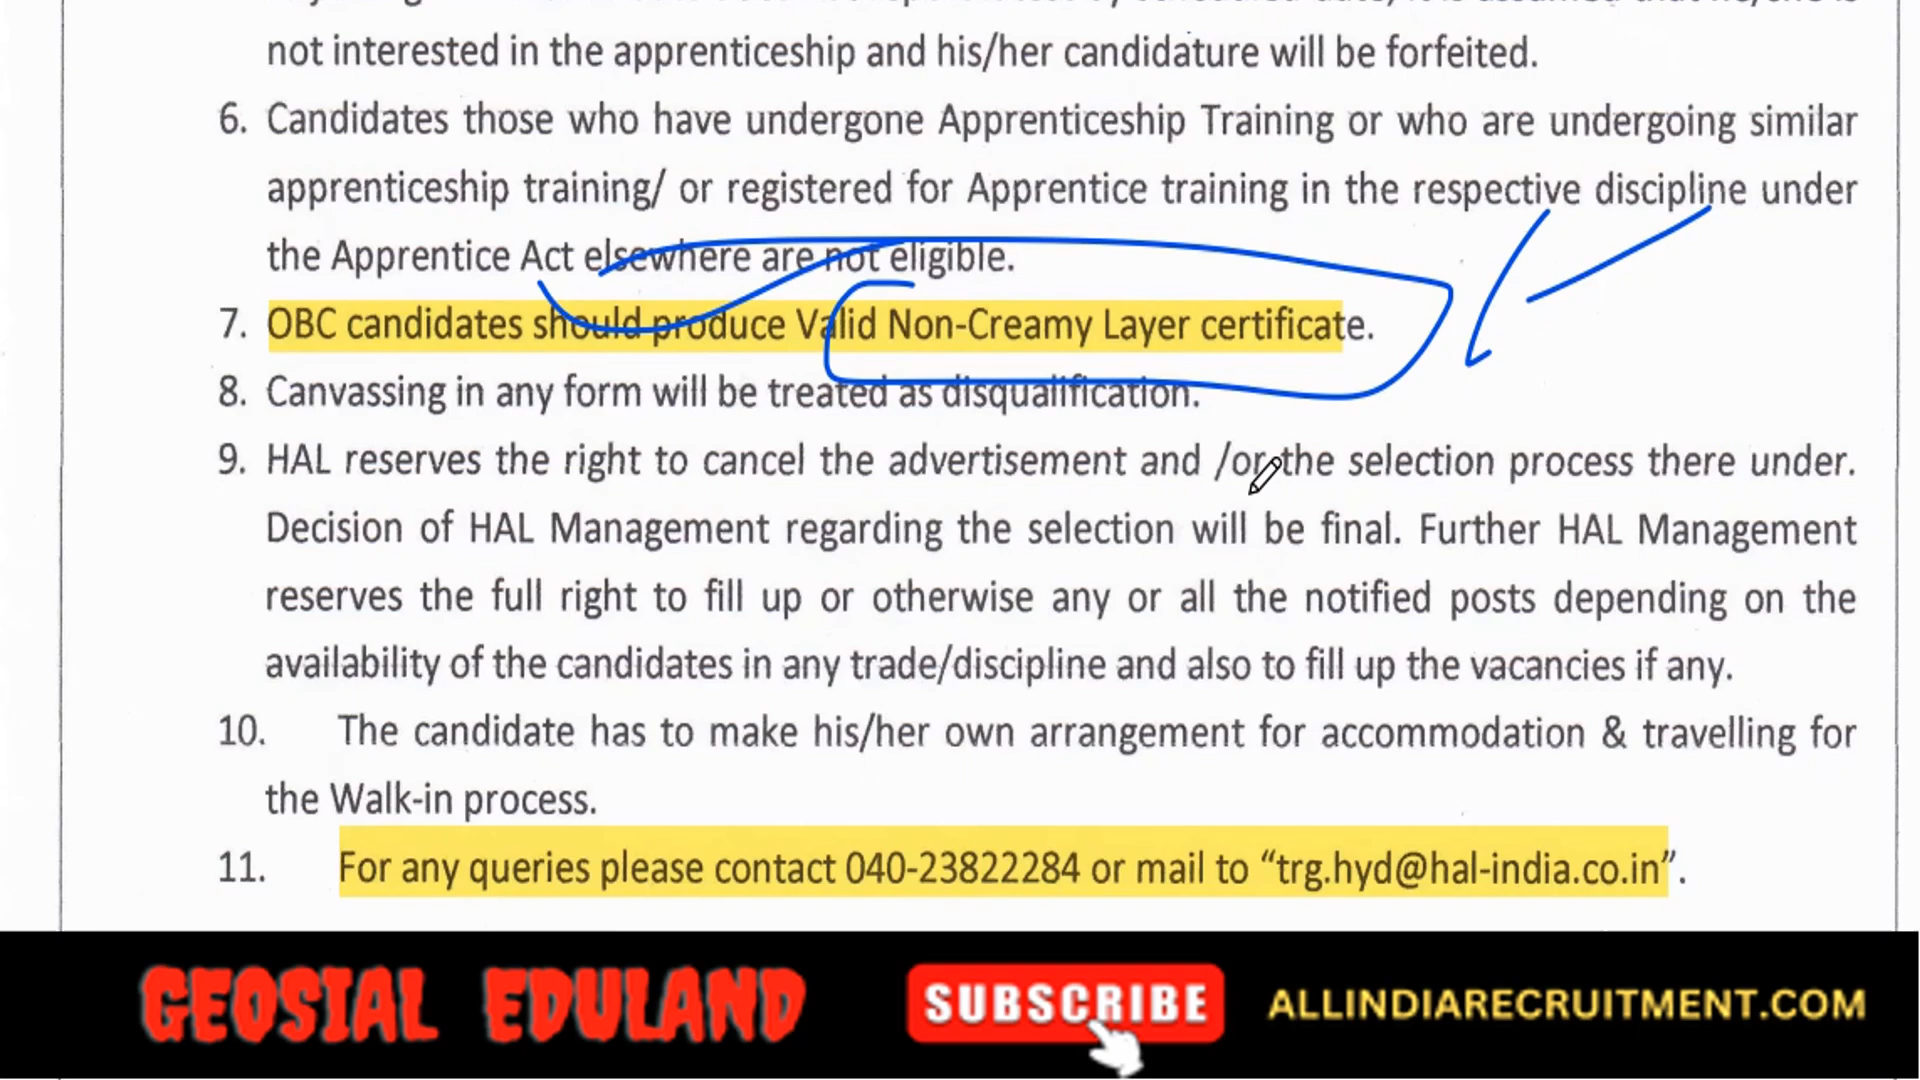 not interested in the apprenticeship and his/her candidature will be forfeited.
6. Candidates those who have undergone Apprenticeship Training or who are undergoing similar
apprenticeship training/ or registered for Apprentice training in the respective discipline under
the Apprentice Act elsewhere are not eligible.
7. OBC candidates should produce Valid Non-Creamy Layer certificate.
8. Canvassing in any form will be treated as disqualification.
9. HAL reserves the right to cancel the advertisement and /or the selection process there under.
Decision of HAL Management regarding the selection will be final. Further HAL Management
reserves the full right to fill up or otherwise any or all the notified posts depending on the
availability of the candidates in any trade/discipline and also to fill up the vacancies if any.
10. The candidate has to make his/her own arrangement for accommodation & travelling for
the Walk-in process.
11. For any queries please contact 040-23822284 or mail to “trg.hyd@hal-india.co.in”.
GEOSIAL EDULAND SUBSCRIBE ALLINDIARECRUITMENT.COM